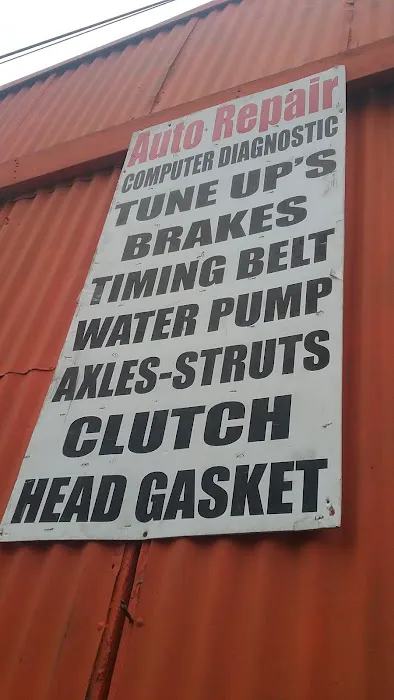 Auto Repair
COMPUTER DIAGNOSTIC
TUNE UP'S
BRAKES
TIMING BELT
WATER PUMP
AXLES-STRUTS
CLUTCH
HEAD GASKET